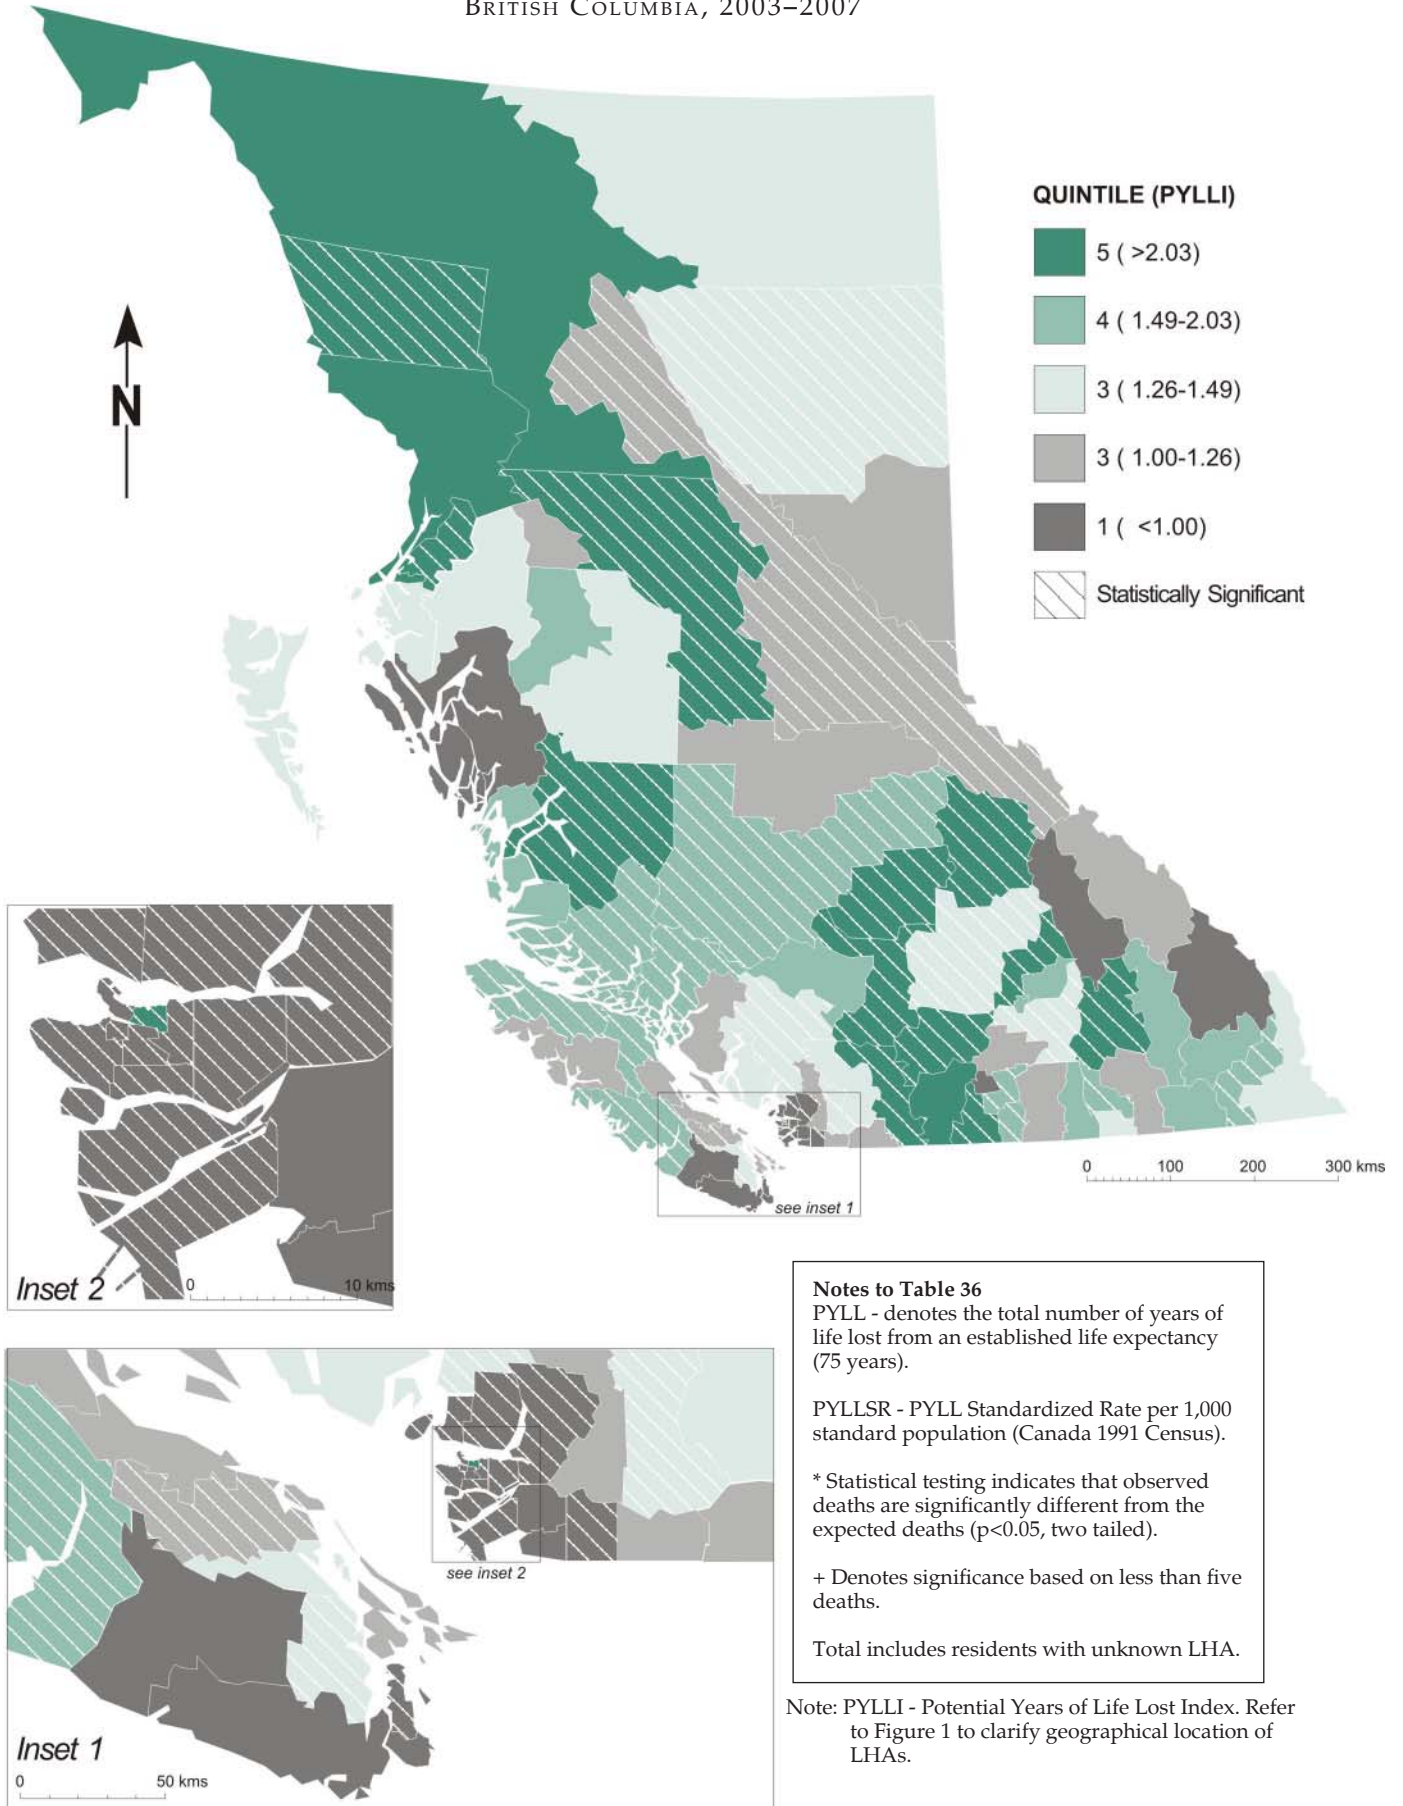 BRITISH COLUMBIA, 2003–2007
QUINTILE (PYLLI)
5 ( >2.03)
4 ( 1.49-2.03)
3 ( 1.26-1.49)
3 ( 1.00-1.26)
1 ( <1.00)
Statistically Significant
N
0 100 200 300 kms
see inset 1
Inset 2
0 10 kms
Notes to Table 36
PYLL - denotes the total number of years of
life lost from an established life expectancy
(75 years).
PYLLSR - PYLL Standardized Rate per 1,000
standard population (Canada 1991 Census).
* Statistical testing indicates that observed
deaths are significantly different from the
expected deaths (p<0.05, two tailed).
+ Denotes significance based on less than five
deaths.
Total includes residents with unknown LHA.
Note: PYLLI - Potential Years of Life Lost Index. Refer
to Figure 1 to clarify geographical location of
LHAs.
see inset 2
Inset 1
0 50 kms